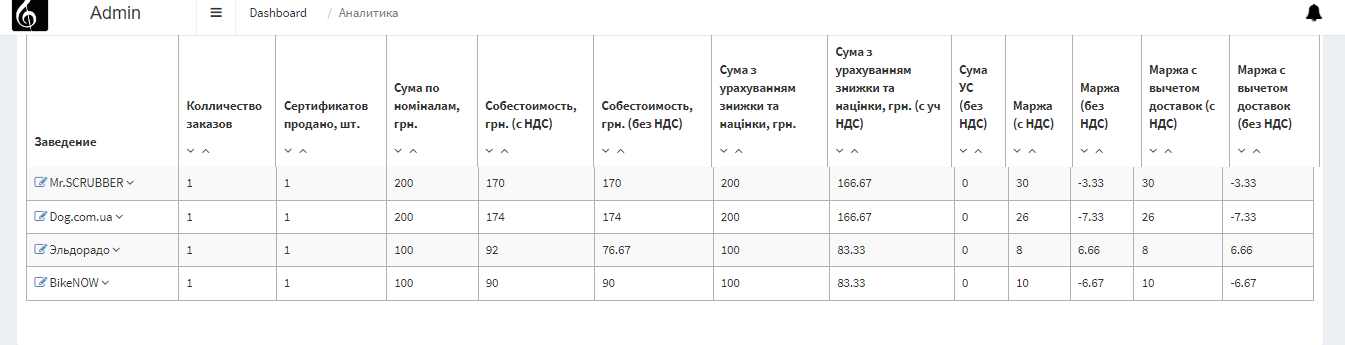 Admin
Dashboard / Аналитика
Заведение
Колличество
заказов
Сертификатов
продано, шт.
Сума по
номіналам,
грн.
Собестоимость,
грн. (с НДС)
Собестоимость,
грн. (без НДС)
Сума з
урахуванням
знижки та
націнки, грн.
Сума з
урахуванням
знижки та
націнки, грн. (с уч
НДС)
Сума
УС
(без
НДС)
Маржа
(с НДС)
Маржа
(без
НДС)
Маржа с
вычетом
доставок (с
НДС)
Маржа с
вычетом
доставок
(без НДС)
Mr.SCRUBBER 1 1 200 170 170 200 166.67 0 30 -3.33 30 -3.33
Dog.com.ua 1 1 200 174 174 200 166.67 0 26 -7.33 26 -7.33
Эльдорадо 1 1 100 92 76.67 100 83.33 0 8 6.66 8 6.66
BikeNOW 1 1 100 90 90 100 83.33 0 10 -6.67 10 -6.67